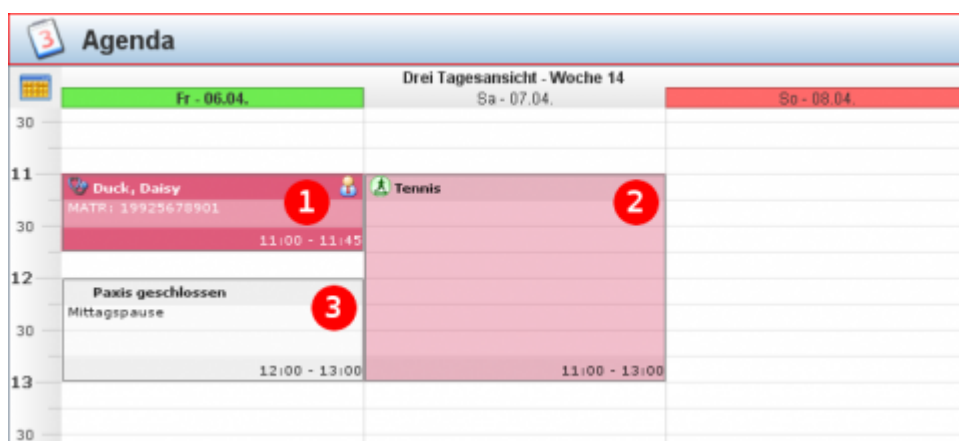 3 Agenda
Drei Tagesansicht - Woche 14
Fr - 06.04. Sa - 07.04. So - 08.04.
30
11
Duck, Daisy
MATR: 19925678901
1
11:00 - 11:45
Tennis
2
30
12
Paxis geschlossen
Mittagspause
3
12:00 - 13:00
11:00 - 13:00
30
13
30